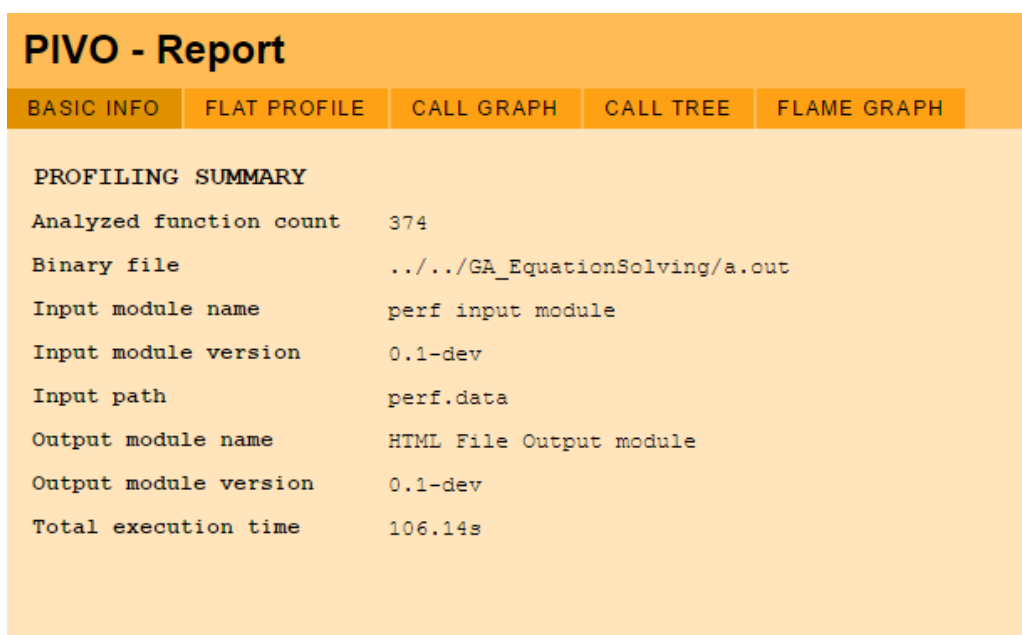 PIVO - Report
BASIC INFO FLAT PROFILE CALL GRAPH CALL TREE FLAME GRAPH
PROFILING SUMMARY
Analyzed function count 374
Binary file ../../GA_EquationSolving/a.out
Input module name perf input module
Input module version 0.1-dev
Input path perf.data
Output module name HTML File Output module
Output module version 0.1-dev
Total execution time 106.14s